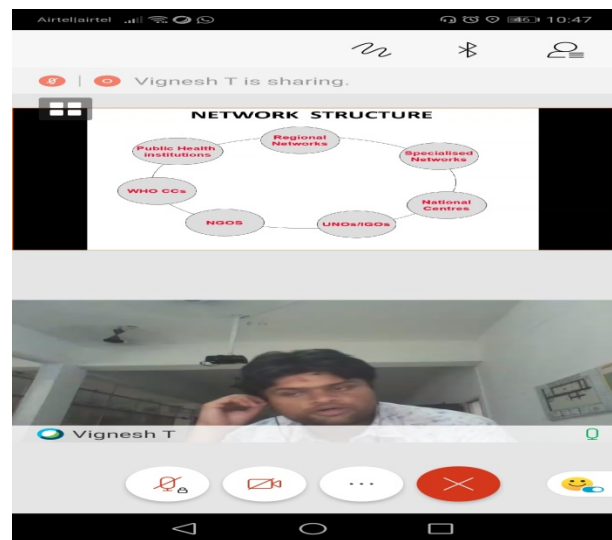 Airtel|airtel
46
10:47
Vignesh T is sharing.
NETWORK STRUCTURE
Regional
Networks
Public Health
institutions
Specialised
Networks
WHO CCs
National
Centres
NGOS
UNOs/IGOs
Vignesh T